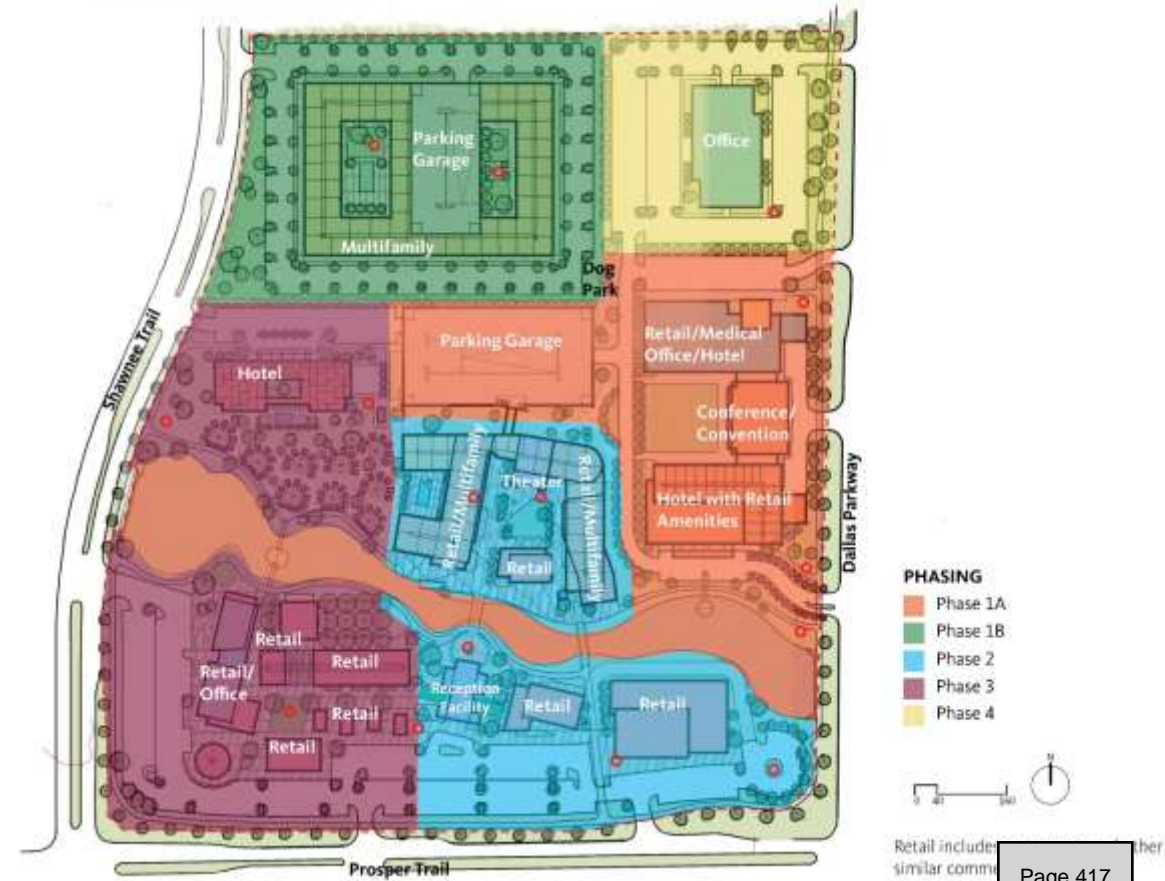 Parking
Garage
Office
Multifamily
Dog
Park
Parking Garage
Retail/Medical
Office/Hotel
Hotel
Shawnee Trail
Conference/
Convention
Retail/Multifamily
Theater
Retail/Multifamily
Hotel with Retail
Amenities
Dallas Parkway
Retail
Retail
Retail/
Office
Retail
Retail
Retail
Reception
Facility
Retail
Retail
Prosper Trail
PHASING
Phase 1A
Phase 1B
Phase 2
Phase 3
Phase 4
N
0
Retail includes
similar
Page 417